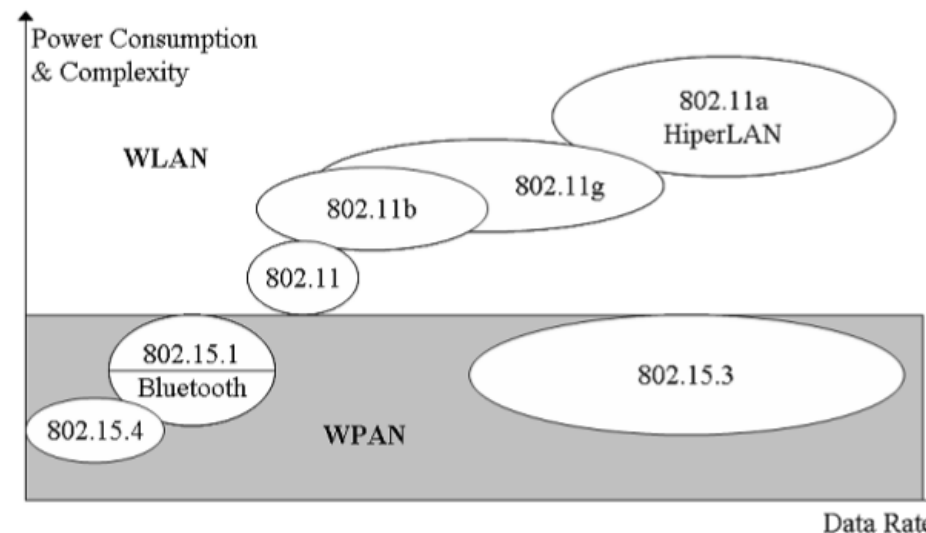 Power Consumption
& Complexity
802.11a
HiperLAN
WLAN
802.11g
802.11b
802.11
802.15.1
Bluetooth
802.15.3
802.15.4
WPAN
Data Rate